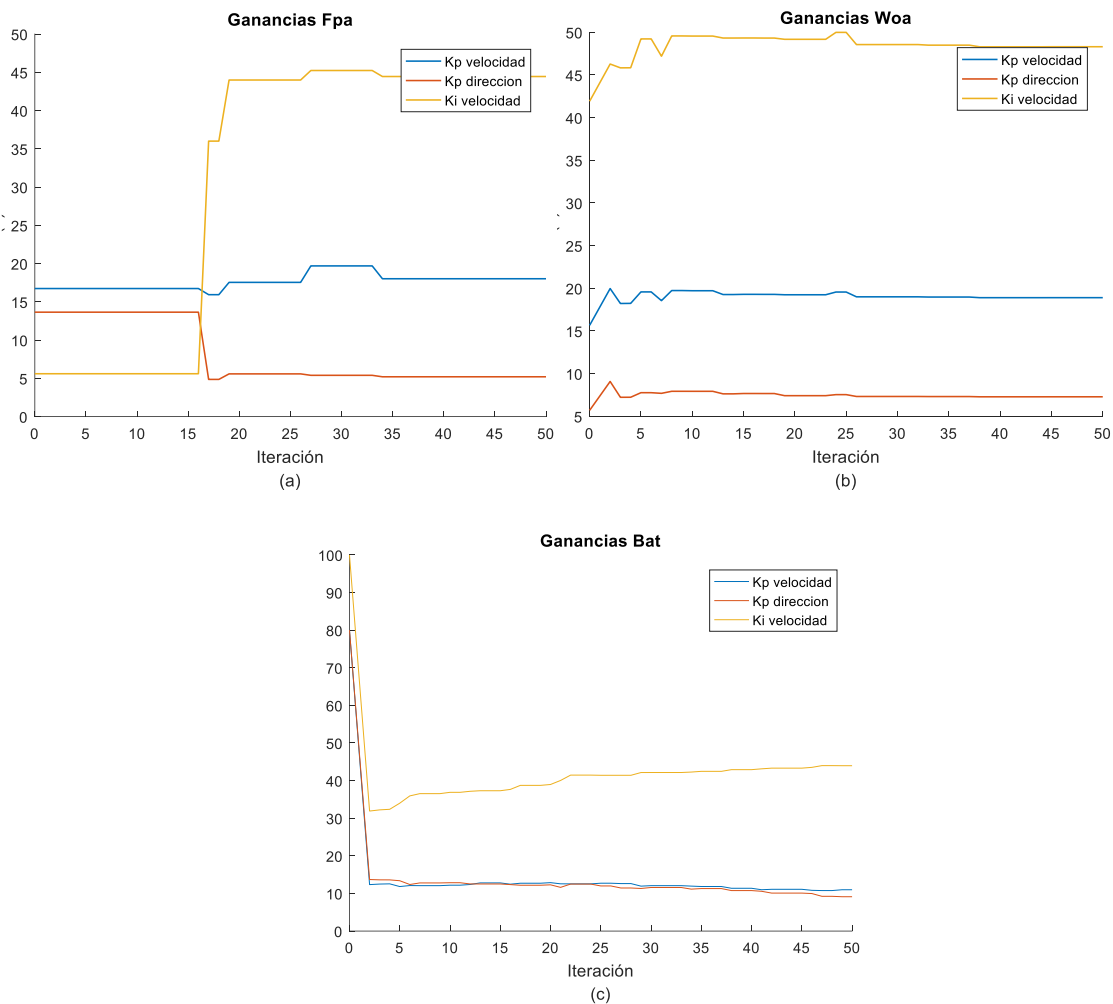 Ganancias Fpa
50
45
40
35
30
25
20
15
10
5
0
Kp velocidad
Kp direccion
Ki velocidad
0 5 10 15 20 25 30 35 40 45 50
Iteración
(a)
Ganancias Woa
50
45
40
35
30
25
20
15
10
5
Kp velocidad
Kp direccion
Ki velocidad
0 5 10 15 20 25 30 35 40 45 50
Iteración
(b)
Ganancias Bat
100
90
80
70
60
50
40
30
20
10
0
Kp velocidad
Kp direccion
Ki velocidad
0 5 10 15 20 25 30 35 40 45 50
Iteración
(c)